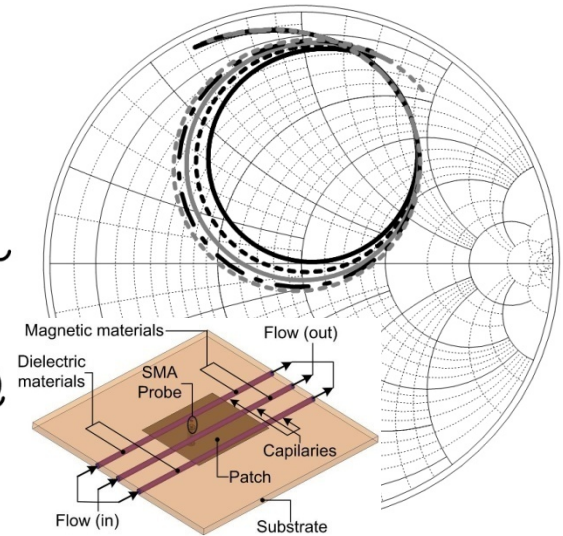 Magnetic materials
Flow (out)
Dielectric
materials
SMA
Probe
Capilaries
Patch
Flow (in)
Substrate